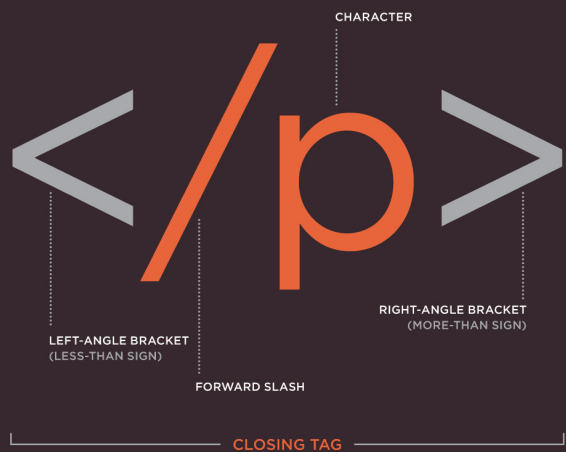 CHARACTER
</p>
RIGHT-ANGLE BRACKET
(MORE-THAN SIGN)
LEFT-ANGLE BRACKET
(LESS-THAN SIGN)
FORWARD SLASH
CLOSING TAG